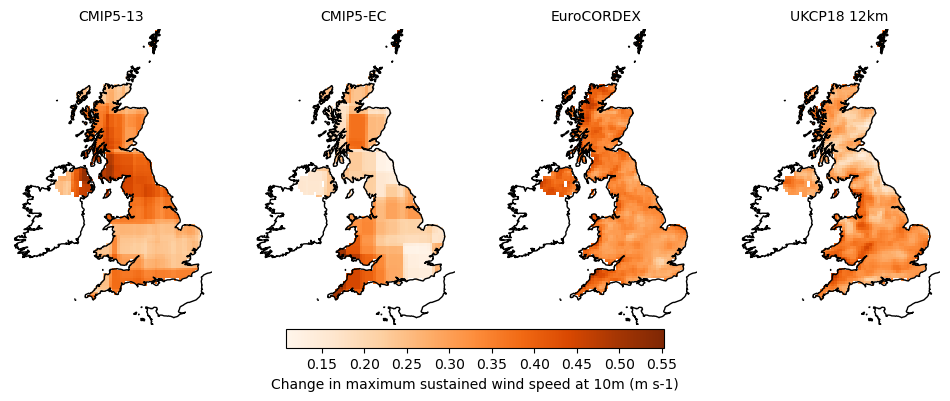 CMIP5-13 CMIP5-EC EuroCORDEX UKCP18 12km
0.15 0.20 0.25 0.30 0.35 0.40 0.45 0.50 0.55
Change in maximum sustained wind speed at 10m (m s-1)